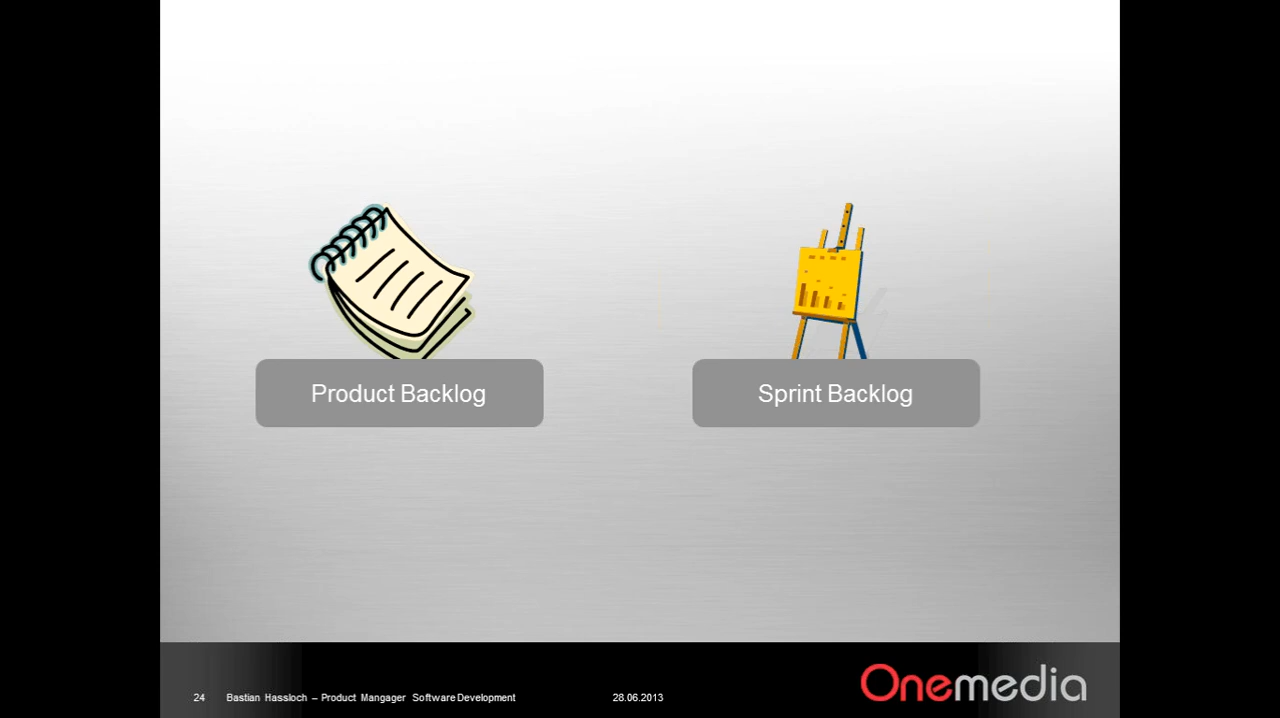 Product Backlog
Sprint Backlog
24 Bastian Hassloch – Product Mangager Software Development 28.06.2013
Onemedia